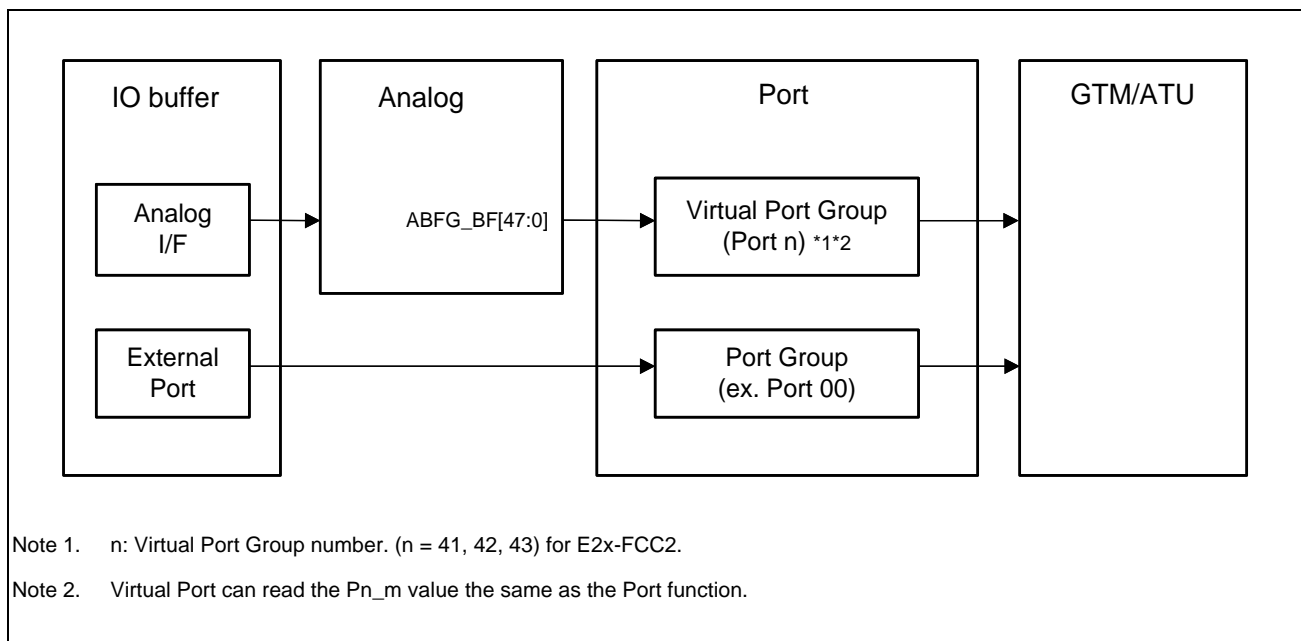 IO buffer
Analog
Port
GTM/ATU
Analog
I/F
ABFG_BF[47:0]
Virtual Port Group
(Port n) *1*2
External
Port
Port Group
(ex. Port 00)
Note 1. n: Virtual Port Group number. (n = 41, 42, 43) for E2x-FCC2.
Note 2. Virtual Port can read the Pn_m value the same as the Port function.